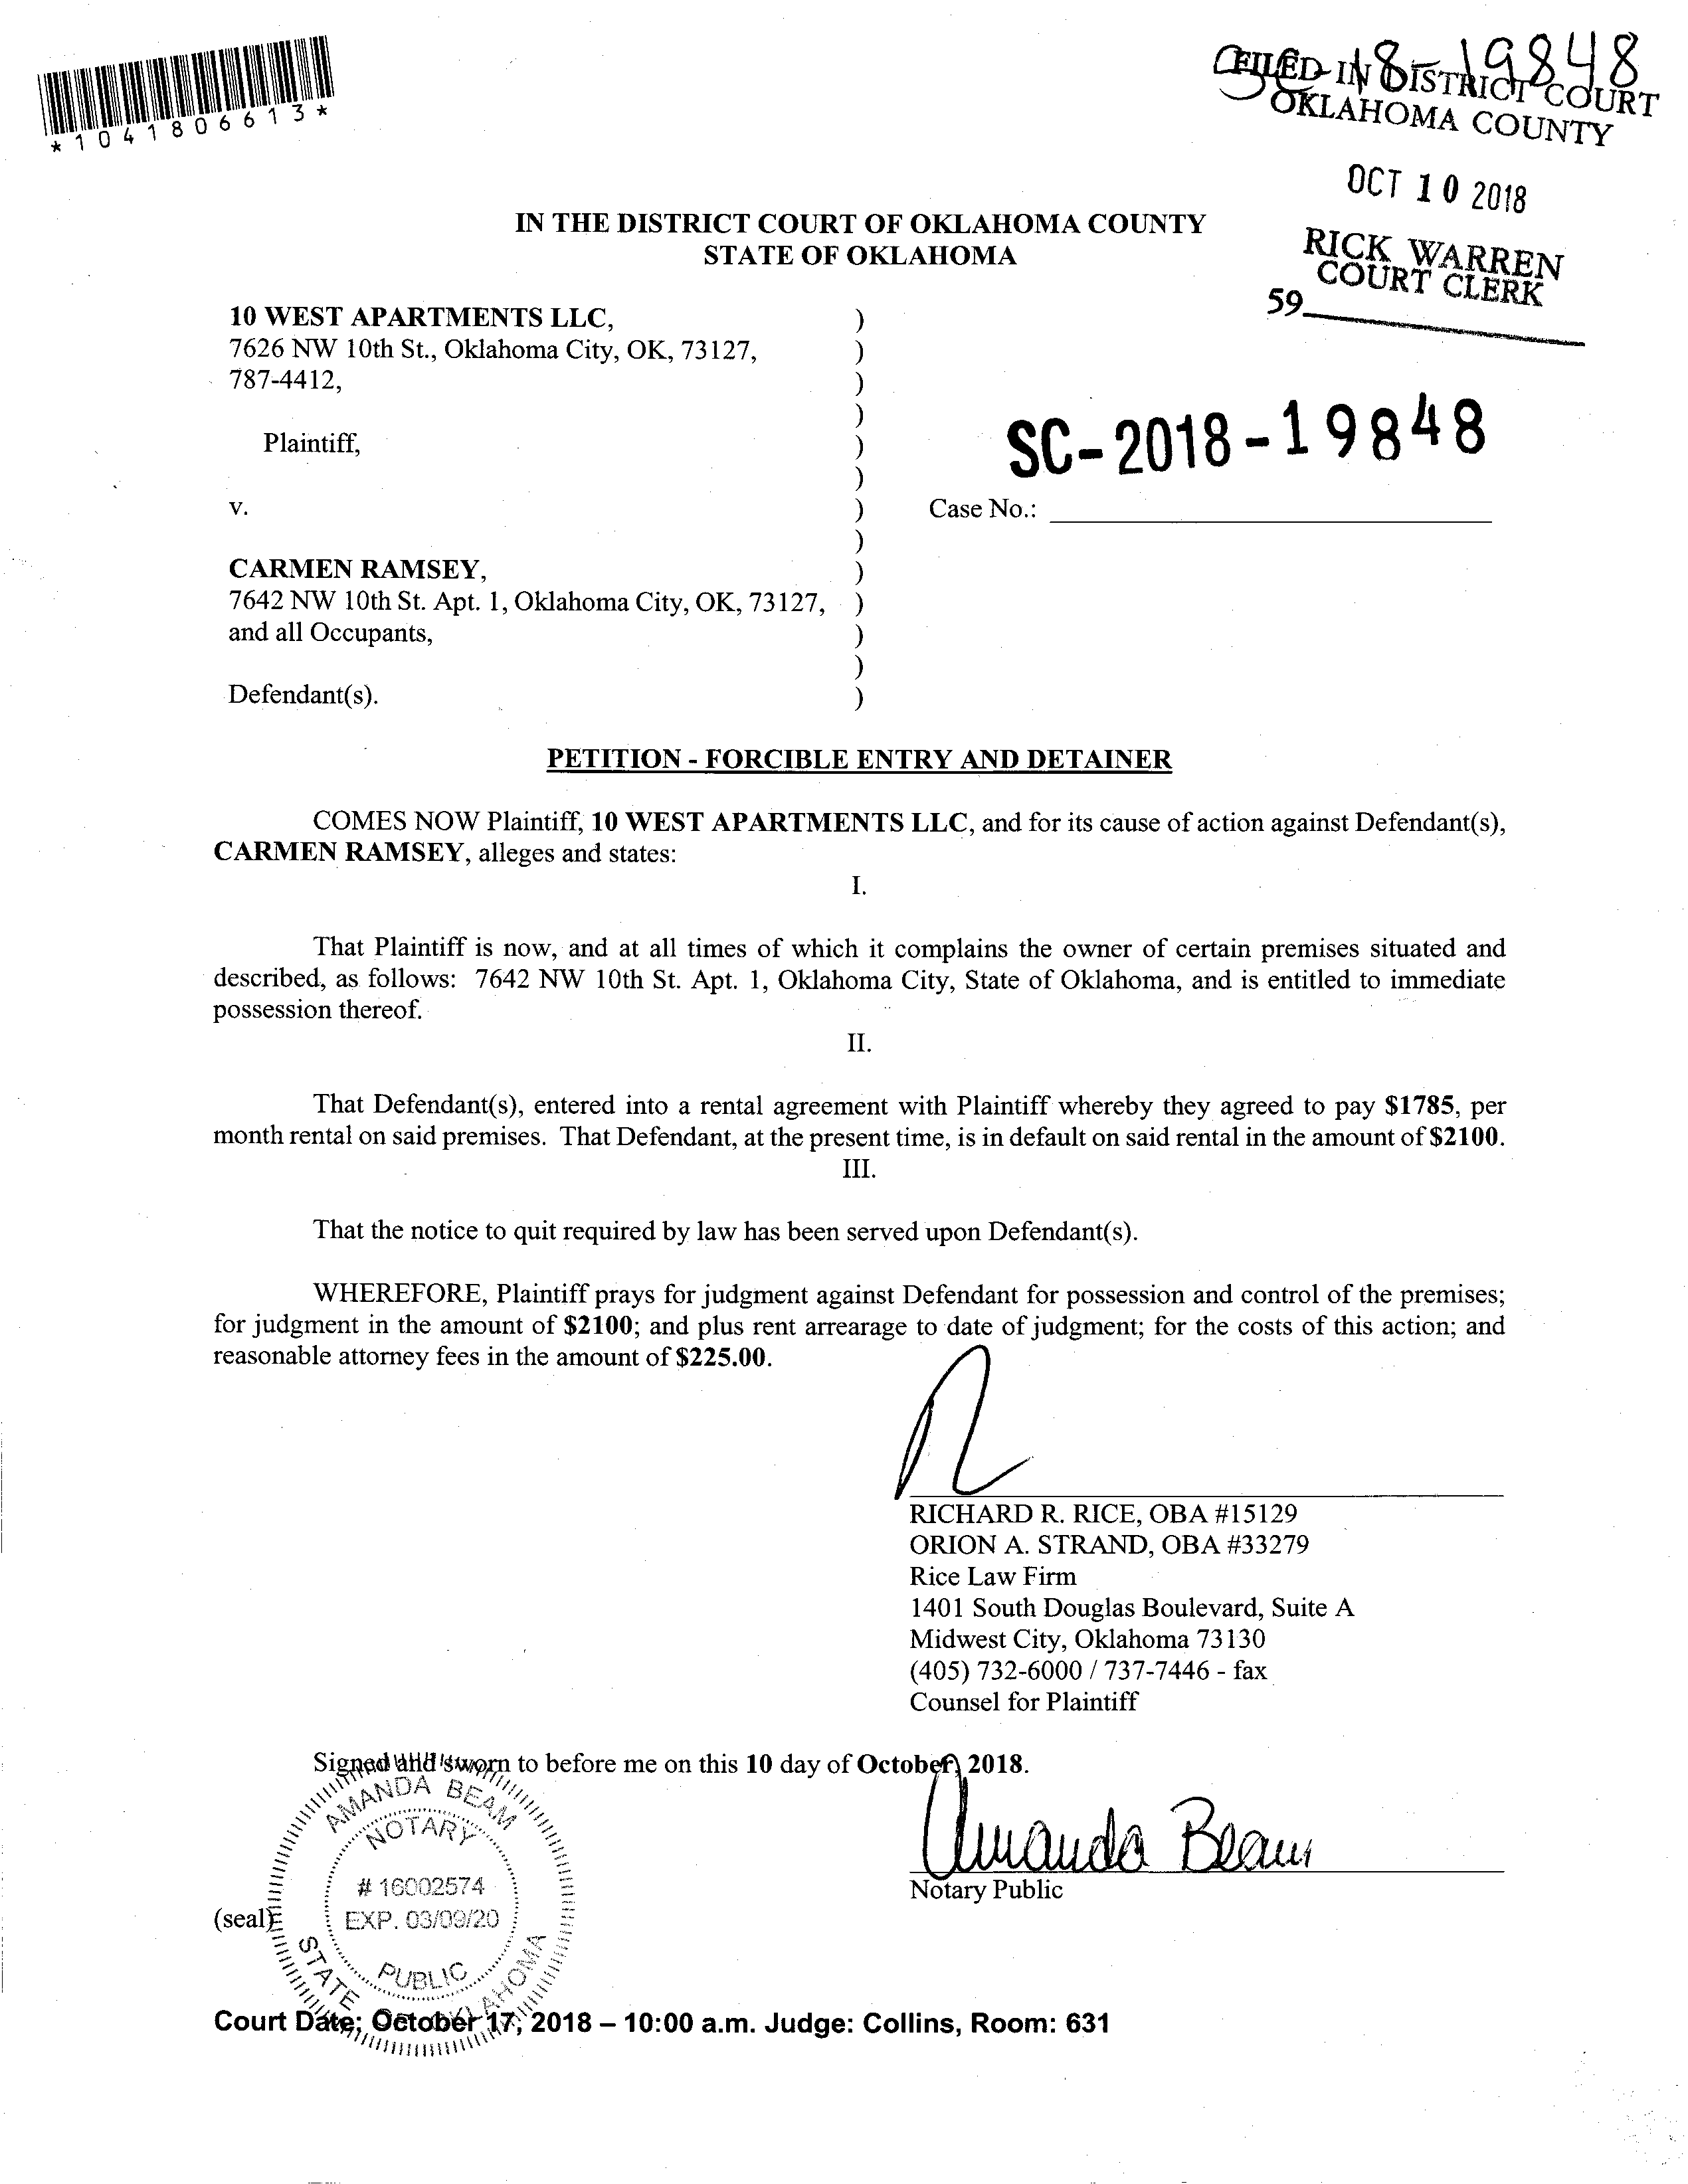 *1041806613*
18-19848
FILED IN DISTRICT COURT
OKLAHOMA COUNTY
OCT 10 2018
RICK WARREN
COURT CLERK
59
IN THE DISTRICT COURT OF OKLAHOMA COUNTY
STATE OF OKLAHOMA
10 WEST APARTMENTS LLC, )
7626 NW 10th St., Oklahoma City, OK, 73127, )
787-4412, )
)
Plaintiff, )
)
SC-2018-19848
v. ) Case No.:
)
CARMEN RAMSEY, )
7642 NW 10th St. Apt. 1, Oklahoma City, OK, 73127, )
and all Occupants, )
)
Defendant(s). )
PETITION - FORCIBLE ENTRY AND DETAINER
COMES NOW Plaintiff, 10 WEST APARTMENTS LLC, and for its cause of action against Defendant(s),
CARMEN RAMSEY, alleges and states:
I.
That Plaintiff is now, and at all times of which it complains the owner of certain premises situated and
described, as follows: 7642 NW 10th St. Apt. 1, Oklahoma City, State of Oklahoma, and is entitled to immediate
possession thereof.
II.
That Defendant(s), entered into a rental agreement with Plaintiff whereby they agreed to pay $1785, per
month rental on said premises. That Defendant, at the present time, is in default on said rental in the amount of $2100.
III.
That the notice to quit required by law has been served upon Defendant(s).
WHEREFORE, Plaintiff prays for judgment against Defendant for possession and control of the premises;
for judgment in the amount of $2100; and plus rent arrearage to date of judgment; for the costs of this action; and
reasonable attorney fees in the amount of $225.00.
RICHARD R. RICE, OBA #15129
ORION A. STRAND, OBA #33279
Rice Law Firm
1401 South Douglas Boulevard, Suite A
Midwest City, Oklahoma 73130
(405) 732-6000 / 737-7446 - fax
Counsel for Plaintiff
Signed and sworn to before me on this 10 day of October, 2018.
AMANDA BEAM
NOTARY
# 16002574
EXP. 03/09/20
PUBLIC
STATE OF OKLAHOMA
Amanda Beam
Notary Public
(seal)
Court Date; October 17, 2018 – 10:00 a.m. Judge: Collins, Room: 631